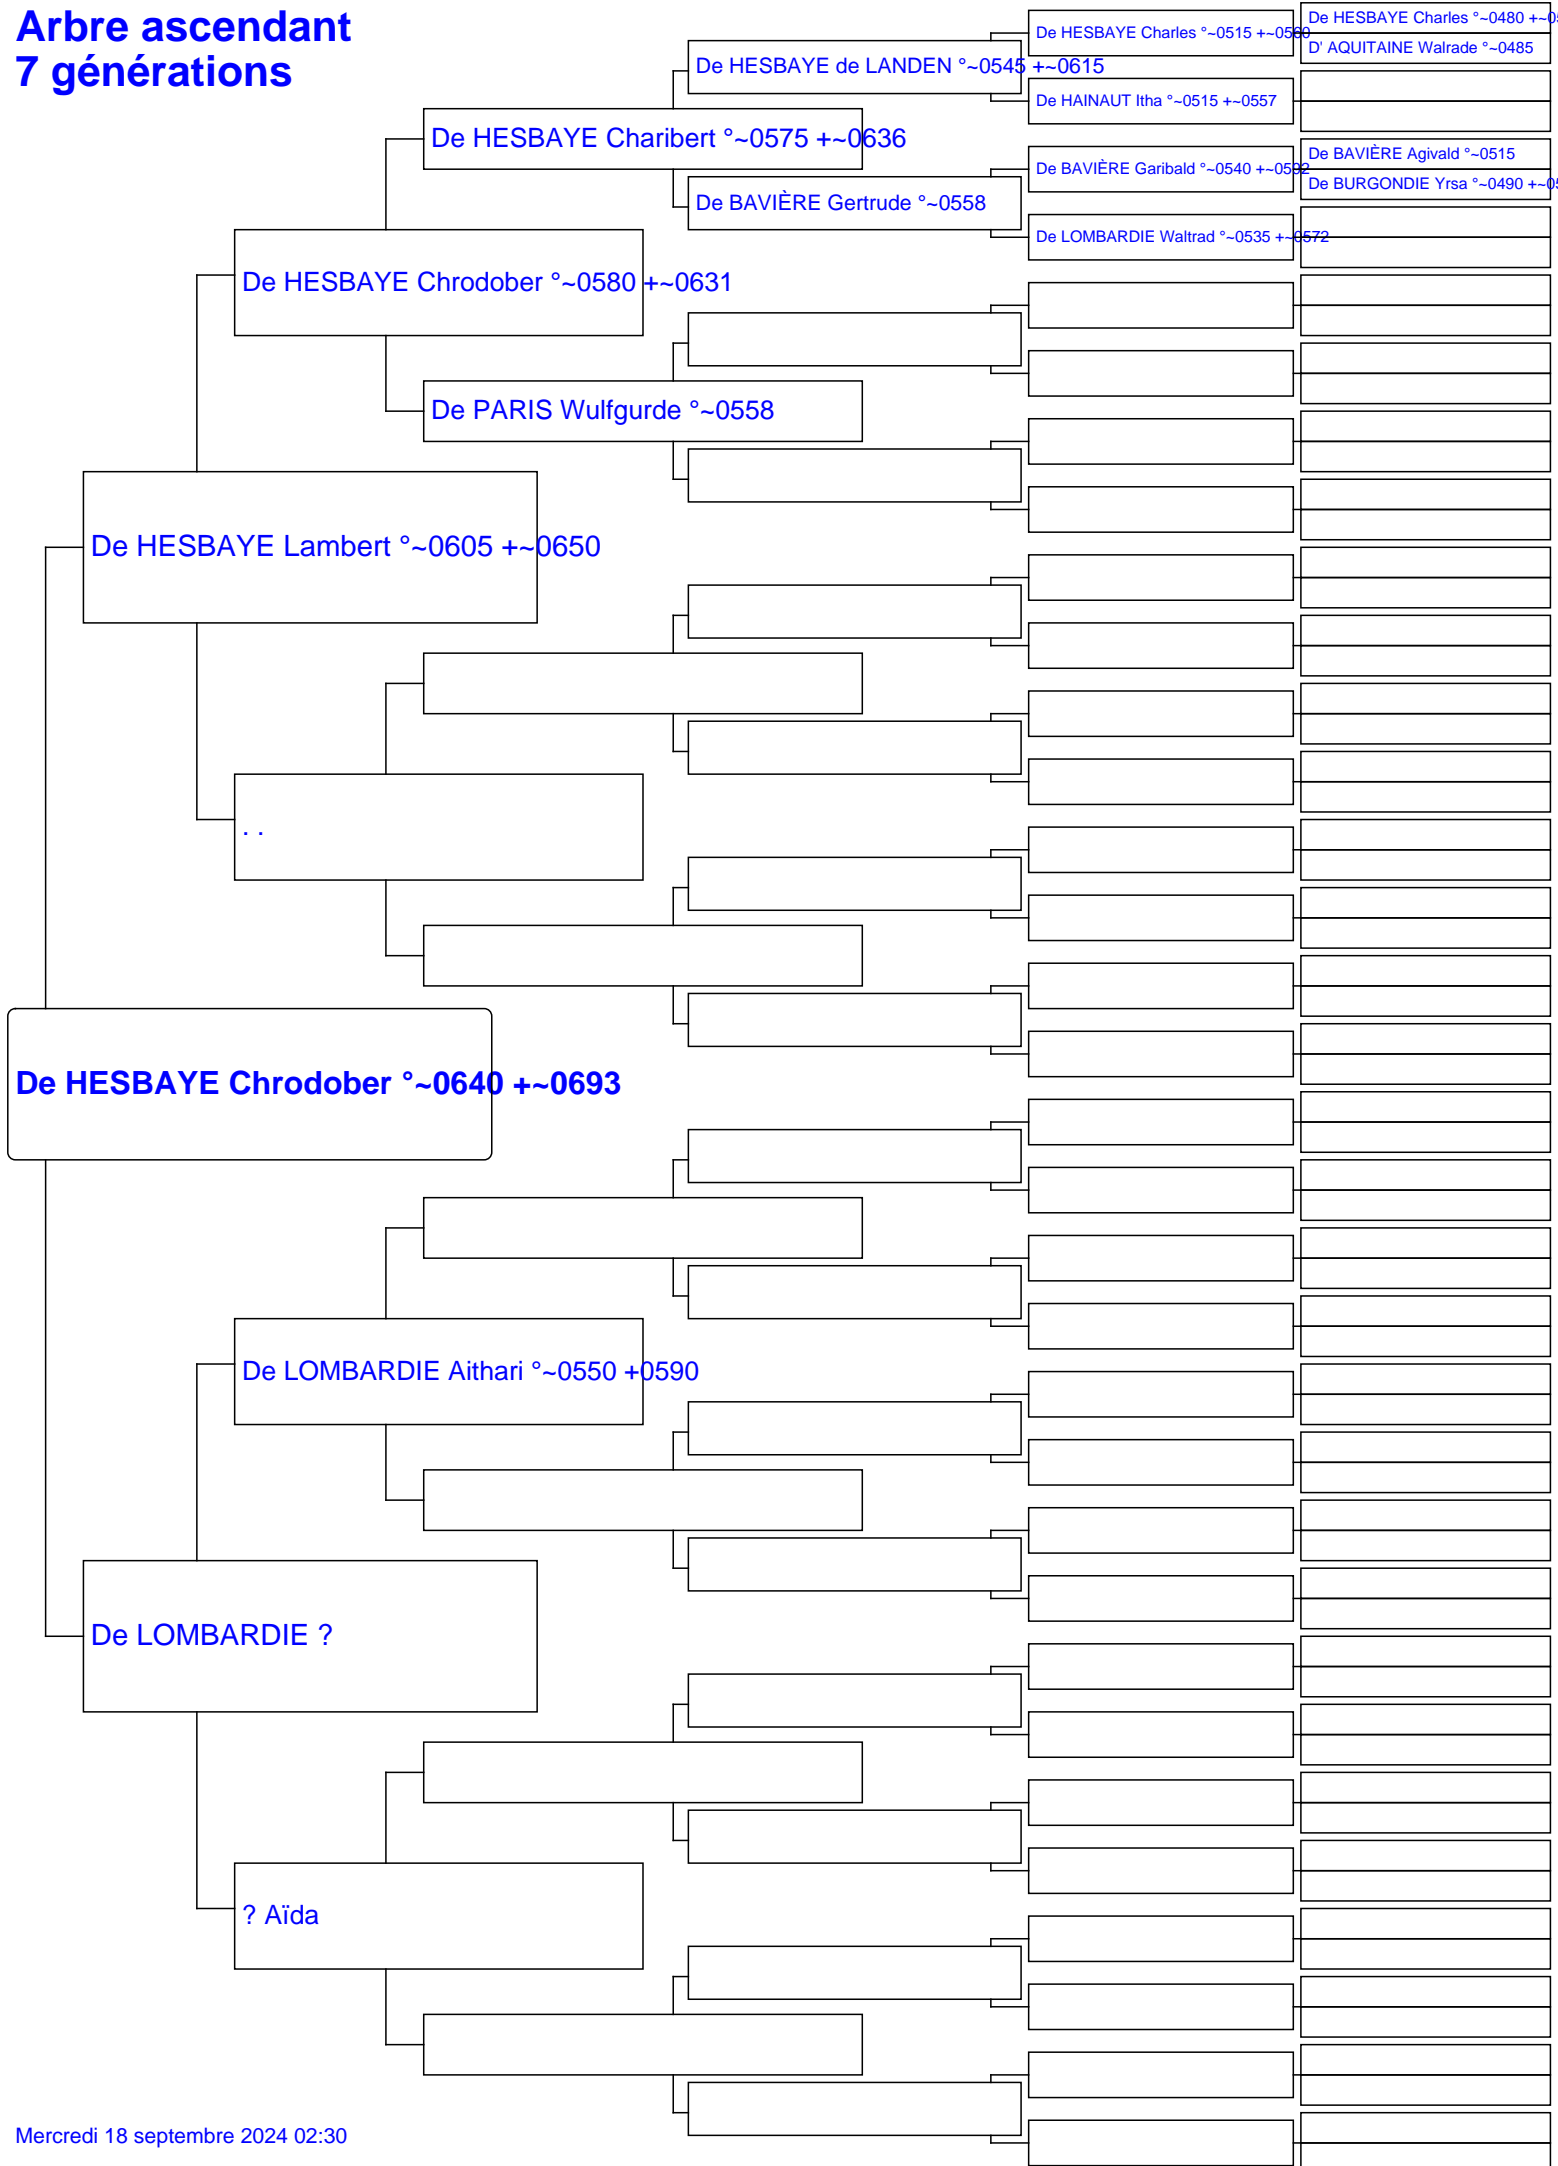 Arbre ascendant
7 générations
De HESBAYE Charles °~0480 +~05
D' AQUITAINE Walrade °~0485
De HESBAYE Charles °~0515 +~0560
De HESBAYE de LANDEN °~0545 +~0615
De HAINAUT Itha °~0515 +~0557
De HESBAYE Charibert °~0575 +~0636
De BAVIÈRE Agivald °~0515
De BAVIÈRE Garibald °~0540 +~0592
De BURGONDIE Yrsa °~0490 +~05
De BAVIÈRE Gertrude °~0558
De LOMBARDIE Waltrad °~0535 +~0572
De HESBAYE Chrodober °~0580 +~0631
De PARIS Wulfgurde °~0558
De HESBAYE Lambert °~0605 +~0650
. .
De HESBAYE Chrodober °~0640 +~0693
De LOMBARDIE Aithari °~0550 +0590
De LOMBARDIE ?
? Aïda
Mercredi 18 septembre 2024 02:30